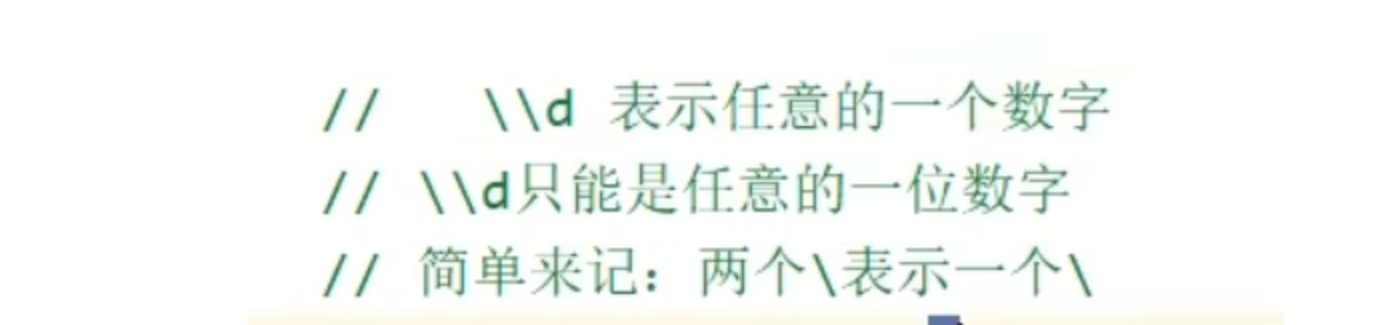 //   \\d 表示任意的一个数字
// \\d只能是任意的一位数字
// 简单来记：两个\表示一个\